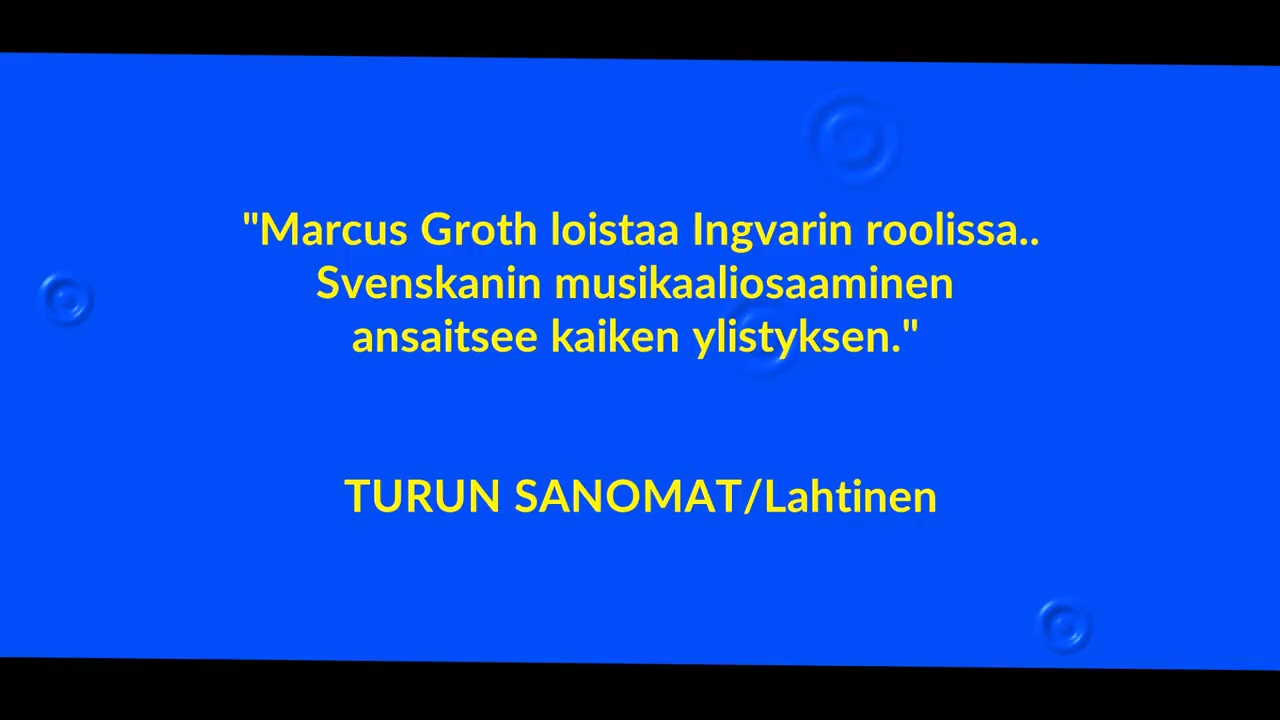 "Marcus Groth loistaa Ingvarin roolissa..
Svenskanin musikaaliosaaminen
ansaitsee kaiken ylistyksen."
TURUN SANOMAT/Lahtinen